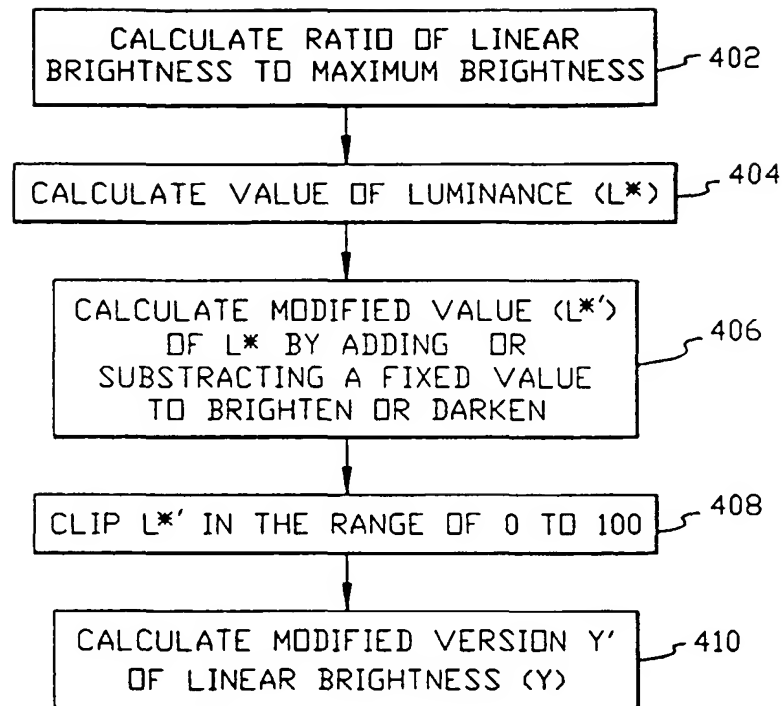 CALCULATE RATIO OF LINEAR
BRIGHTNESS TO MAXIMUM BRIGHTNESS
402
CALCULATE VALUE OF LUMINANCE (L*)
404
CALCULATE MODIFIED VALUE (L*′)
OF L* BY ADDING OR
SUBSTRACTING A FIXED VALUE
TO BRIGHTEN OR DARKEN
406
CLIP L*′ IN THE RANGE OF 0 TO 100
408
CALCULATE MODIFIED VERSION Y′
OF LINEAR BRIGHTNESS (Y)
410